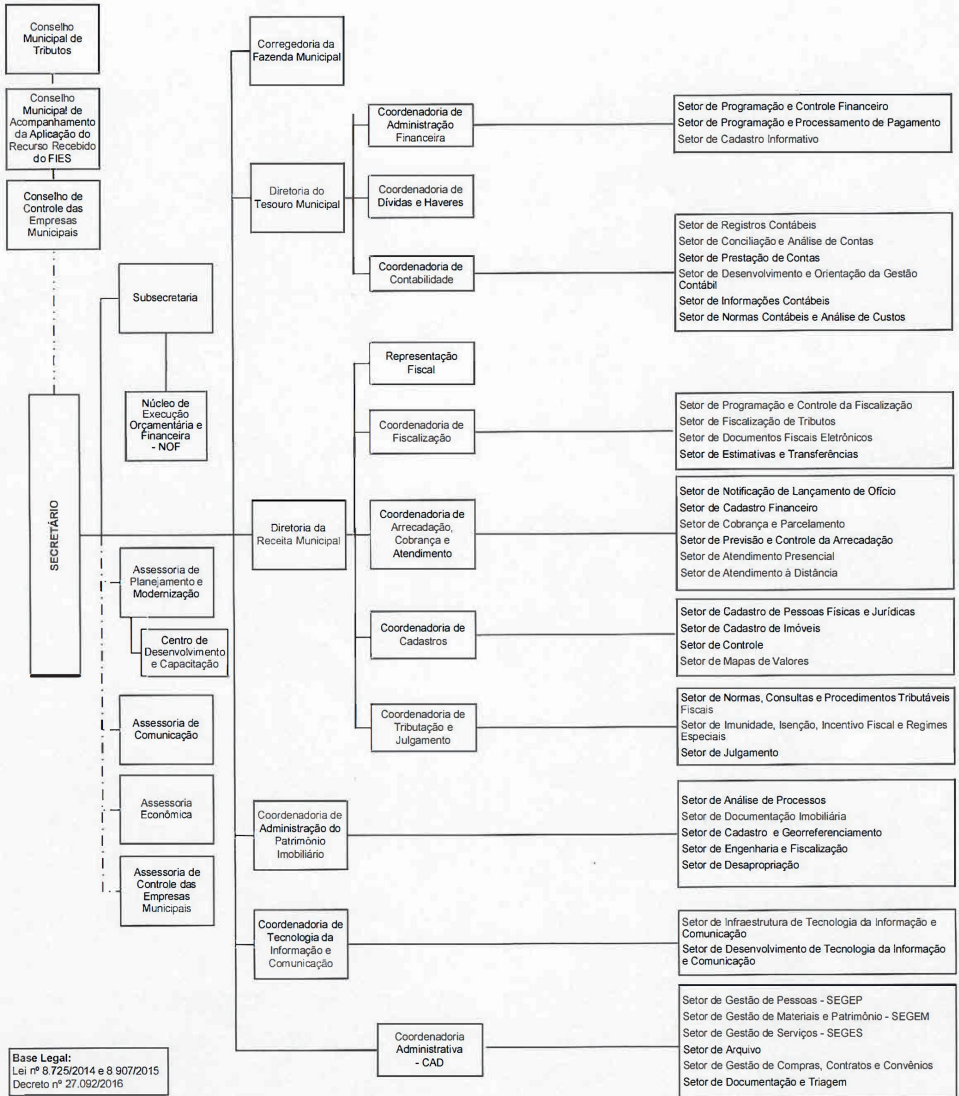 Conselho
Municipal de
Tributos
Conselho
Municipal de
Acompanhamento
da Aplicação do
Recurso Recebido
do FIES
Conselho de
Controle das
Empresas
Municipais
SECRETÁRIO
Subsecretaria
Núcleo de
Execução
Orçamentária e
Financeira
- NOF
Assessoria de
Planejamento e
Modernização
Centro de
Desenvolvimento
e Capacitação
Assessoria de
Comunicação
Assessoria
Econômica
Assessoria de
Controle das
Empresas
Municipais
Corregedoria da
Fazenda Municipal
Diretoria do
Tesouro Municipal
Coordenadoria de
Administração
Financeira
Setor de Programação e Controle Financeiro
Setor de Programação e Processamento de Pagamento
Setor de Cadastro Informativo
Coordenadoria de
Dívidas e Haveres
Coordenadoria de
Contabilidade
Setor de Registros Contábeis
Setor de Conciliação e Análise de Contas
Setor de Prestação de Contas
Setor de Desenvolvimento e Orientação da Gestão
Contábil
Setor de Informações Contábeis
Setor de Normas Contábeis e Análise de Custos
Diretoria da
Receita Municipal
Representação
Fiscal
Coordenadoria de
Fiscalização
Setor de Programação e Controle da Fiscalização
Setor de Fiscalização de Tributos
Setor de Documentos Fiscais Eletrônicos
Setor de Estimativas e Transferências
Coordenadoria de
Arrecadação,
Cobrança e
Atendimento
Setor de Notificação de Lançamento de Ofício
Setor de Cadastro Financeiro
Setor de Cobrança e Parcelamento
Setor de Previsão e Controle da Arrecadação
Setor de Atendimento Presencial
Setor de Atendimento à Distância
Coordenadoria de
Cadastros
Setor de Cadastro de Pessoas Físicas e Jurídicas
Setor de Cadastro de Imóveis
Setor de Controle
Setor de Mapas de Valores
Coordenadoria de
Tributação e
Julgamento
Setor de Normas, Consultas e Procedimentos Tributáveis
Fiscais
Setor de Imunidade, Isenção, Incentivo Fiscal e Regimes
Especiais
Setor de Julgamento
Coordenadoria de
Administração do
Patrimônio
Imobiliário
Setor de Análise de Processos
Setor de Documentação Imobiliária
Setor de Cadastro e Georreferenciamento
Setor de Engenharia e Fiscalização
Setor de Desapropriação
Coordenadoria de
Tecnologia da
Informação e
Comunicação
Setor de Infraestrutura de Tecnologia da Informação e
Comunicação
Setor de Desenvolvimento de Tecnologia da Informação
e Comunicação
Coordenadoria
Administrativa
- CAD
Setor de Gestão de Pessoas - SEGEP
Setor de Gestão de Materiais e Patrimônio - SEGEM
Setor de Gestão de Serviços - SEGES
Setor de Arquivo
Setor de Gestão de Compras, Contratos e Convênios
Setor de Documentação e Triagem
Base Legal:
Lei nº 8.725/2014 e 8 907/2015
Decreto nº 27.092/2016